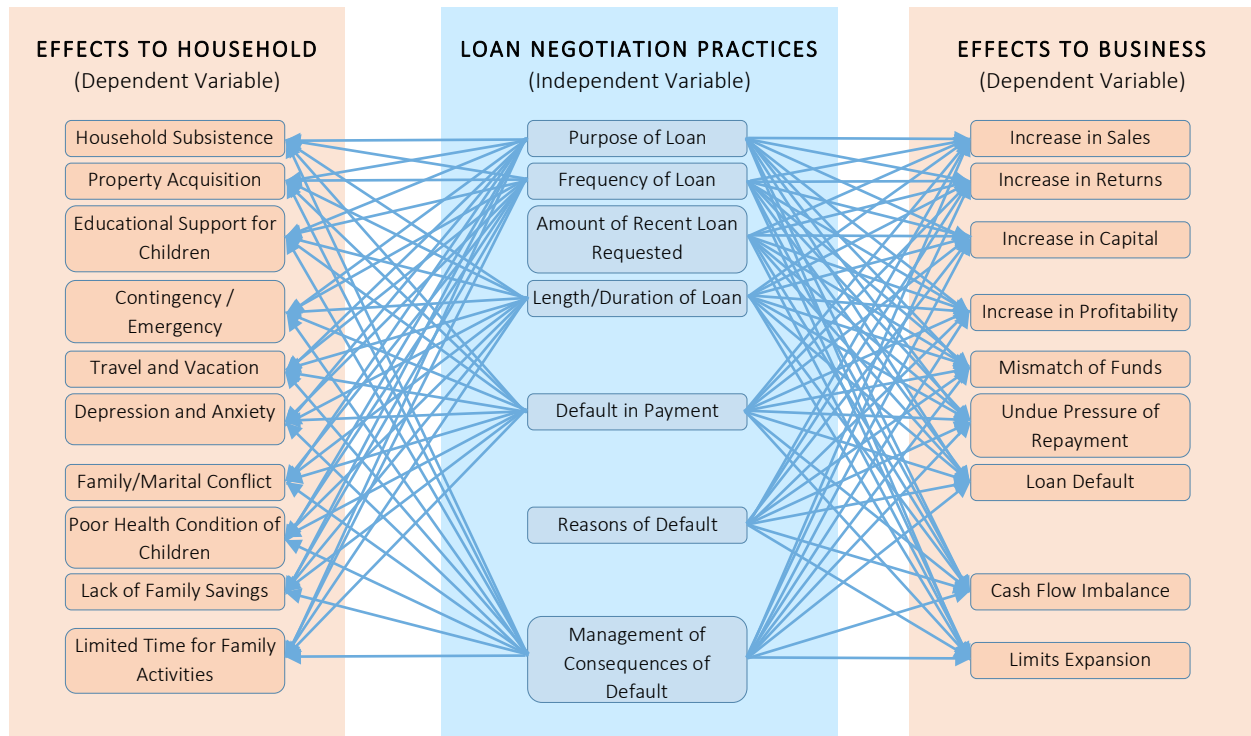 EFFECTS TO HOUSEHOLD
(Dependent Variable)
Household Subsistence
Property Acquisition
Educational Support for
Children
Contingency /
Emergency
Travel and Vacation
Depression and Anxiety
Family/Marital Conflict
Poor Health Condition of
Children
Lack of Family Savings
Limited Time for Family
Activities
LOAN NEGOTIATION PRACTICES
(Independent Variable)
Purpose of Loan
Frequency of Loan
Amount of Recent Loan
Requested
Length/Duration of Loan
Default in Payment
Reasons of Default
Management of
Consequences of
Default
EFFECTS TO BUSINESS
(Dependent Variable)
Increase in Sales
Increase in Returns
Increase in Capital
Increase in Profitability
Mismatch of Funds
Undue Pressure of
Repayment
Loan Default
Cash Flow Imbalance
Limits Expansion